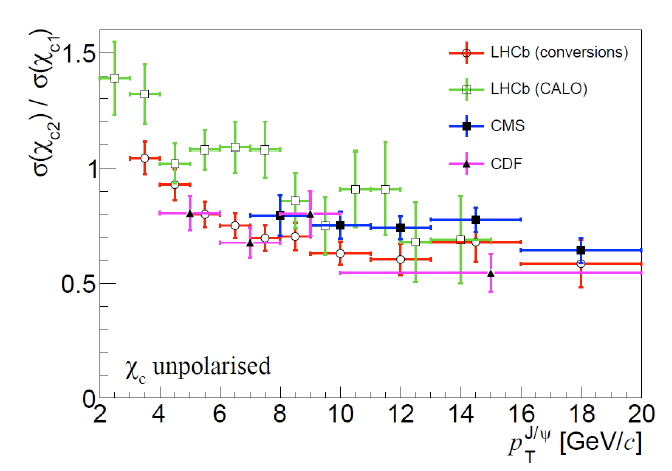 σ(χc2) / σ(χc1)
1.5
1
0.5
0
LHCb (conversions)
LHCb (CALO)
CMS
CDF
χc unpolarised
2 4 6 8 10 12 14 16 18 20
pT J/ψ [GeV/c]